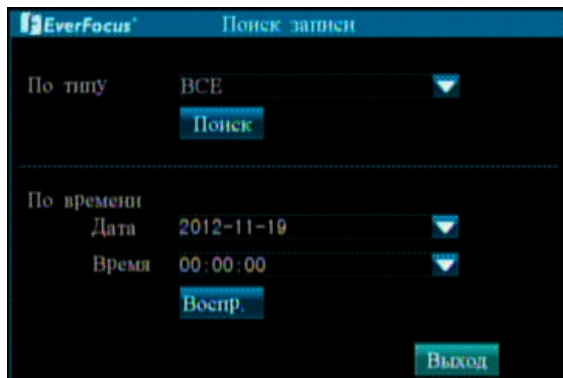 EverFocus® Поиск записи
По типу ВСЕ
Поиск
По времени
Дата 2012-11-19
Время 00:00:00
Воспр.
Выход